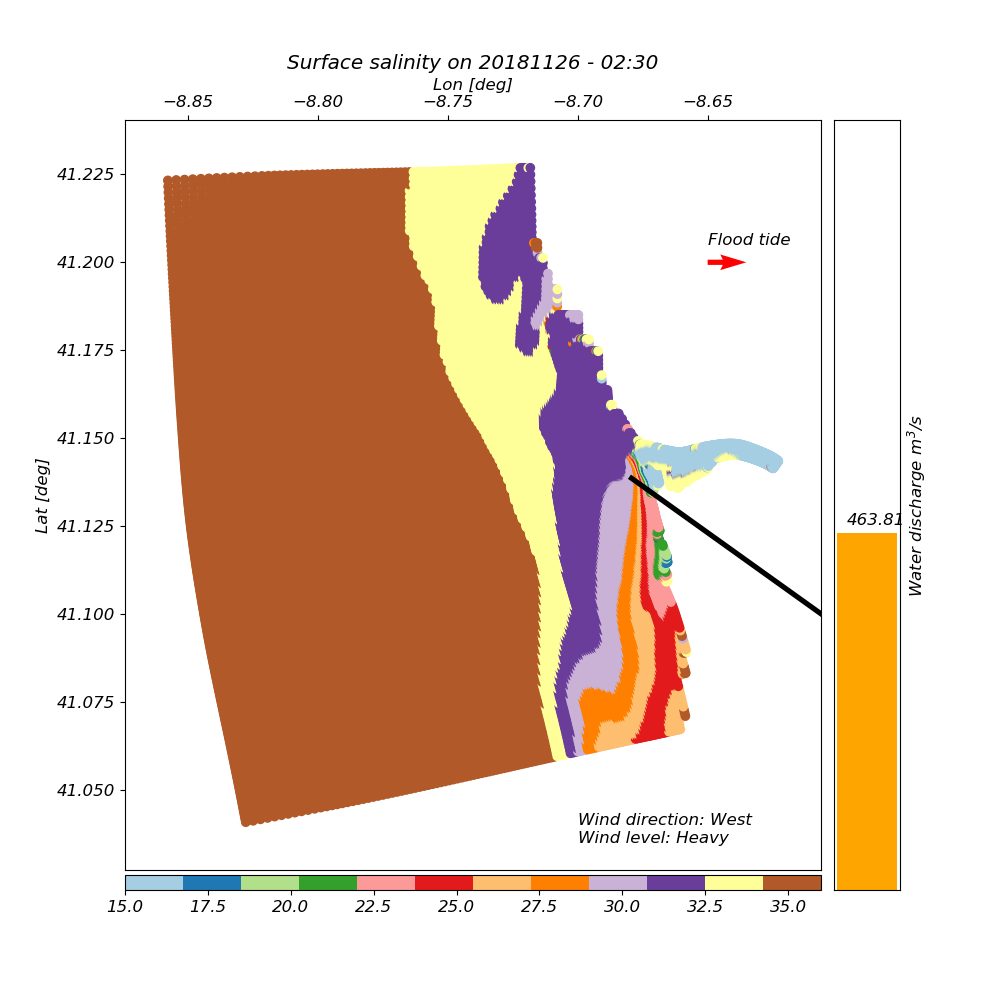 Surface salinity on 20181126 - 02:30
Lon [deg]
−8.85 −8.80 −8.75 −8.70 −8.65
41.225
41.200
41.175
41.150
41.125
41.100
41.075
41.050
Lat [deg]
Flood tide
463.81
Water discharge m³/s
Wind direction: West
Wind level: Heavy
15.0 17.5 20.0 22.5 25.0 27.5 30.0 32.5 35.0